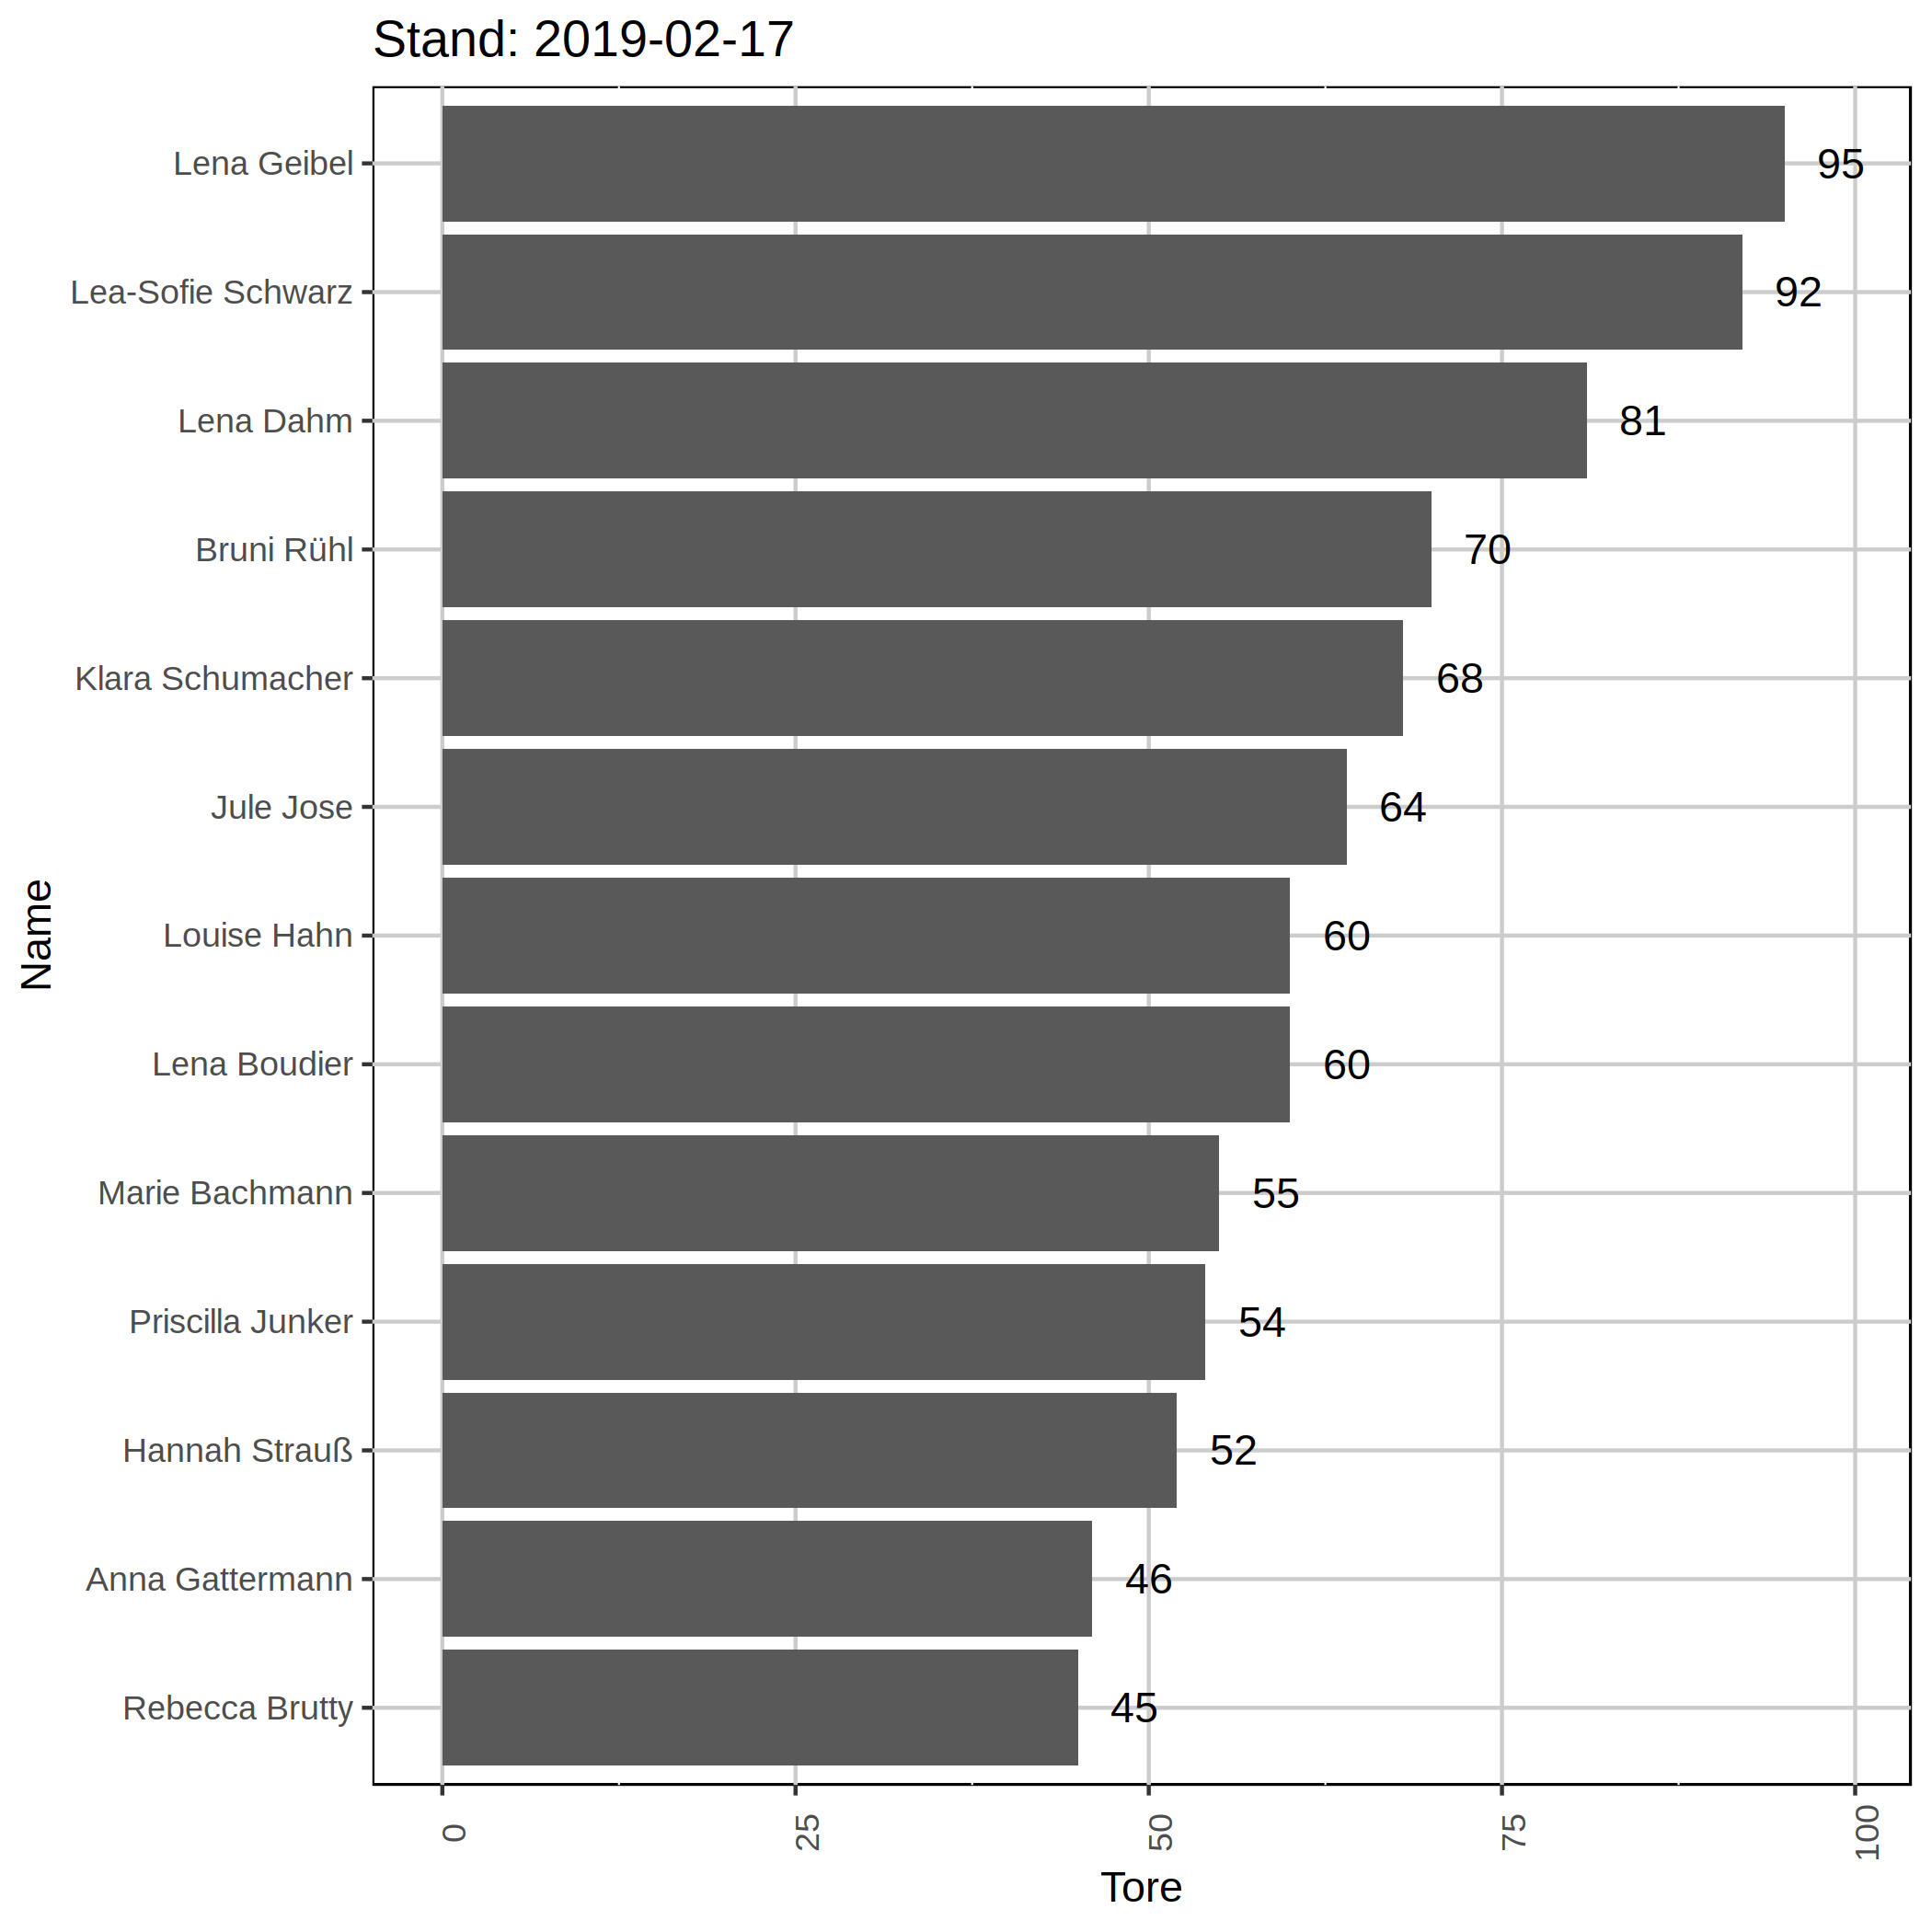 Stand: 2019-02-17
Name
Lena Geibel 95
Lea-Sofie Schwarz 92
Lena Dahm 81
Bruni Rühl 70
Klara Schumacher 68
Jule Jose 64
Louise Hahn 60
Lena Boudier 60
Marie Bachmann 55
Priscilla Junker 54
Hannah Strauß 52
Anna Gattermann 46
Rebecca Brutty 45
0 25 50 75 100
Tore